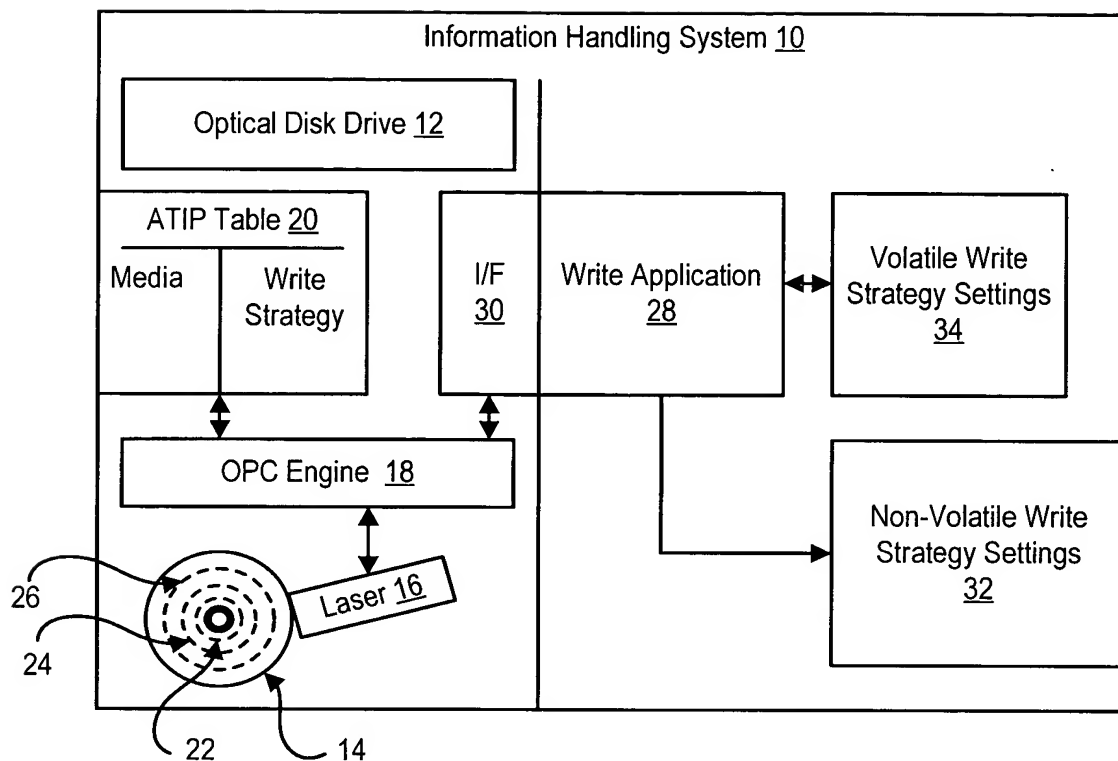 Information Handling System 10
Optical Disk Drive 12
ATIP Table 20
Media
Write
Strategy
I/F
30
Write Application
28
Volatile Write
Strategy Settings
34
OPC Engine 18
Non-Volatile Write
Strategy Settings
32
Laser 16
26
24
22
14